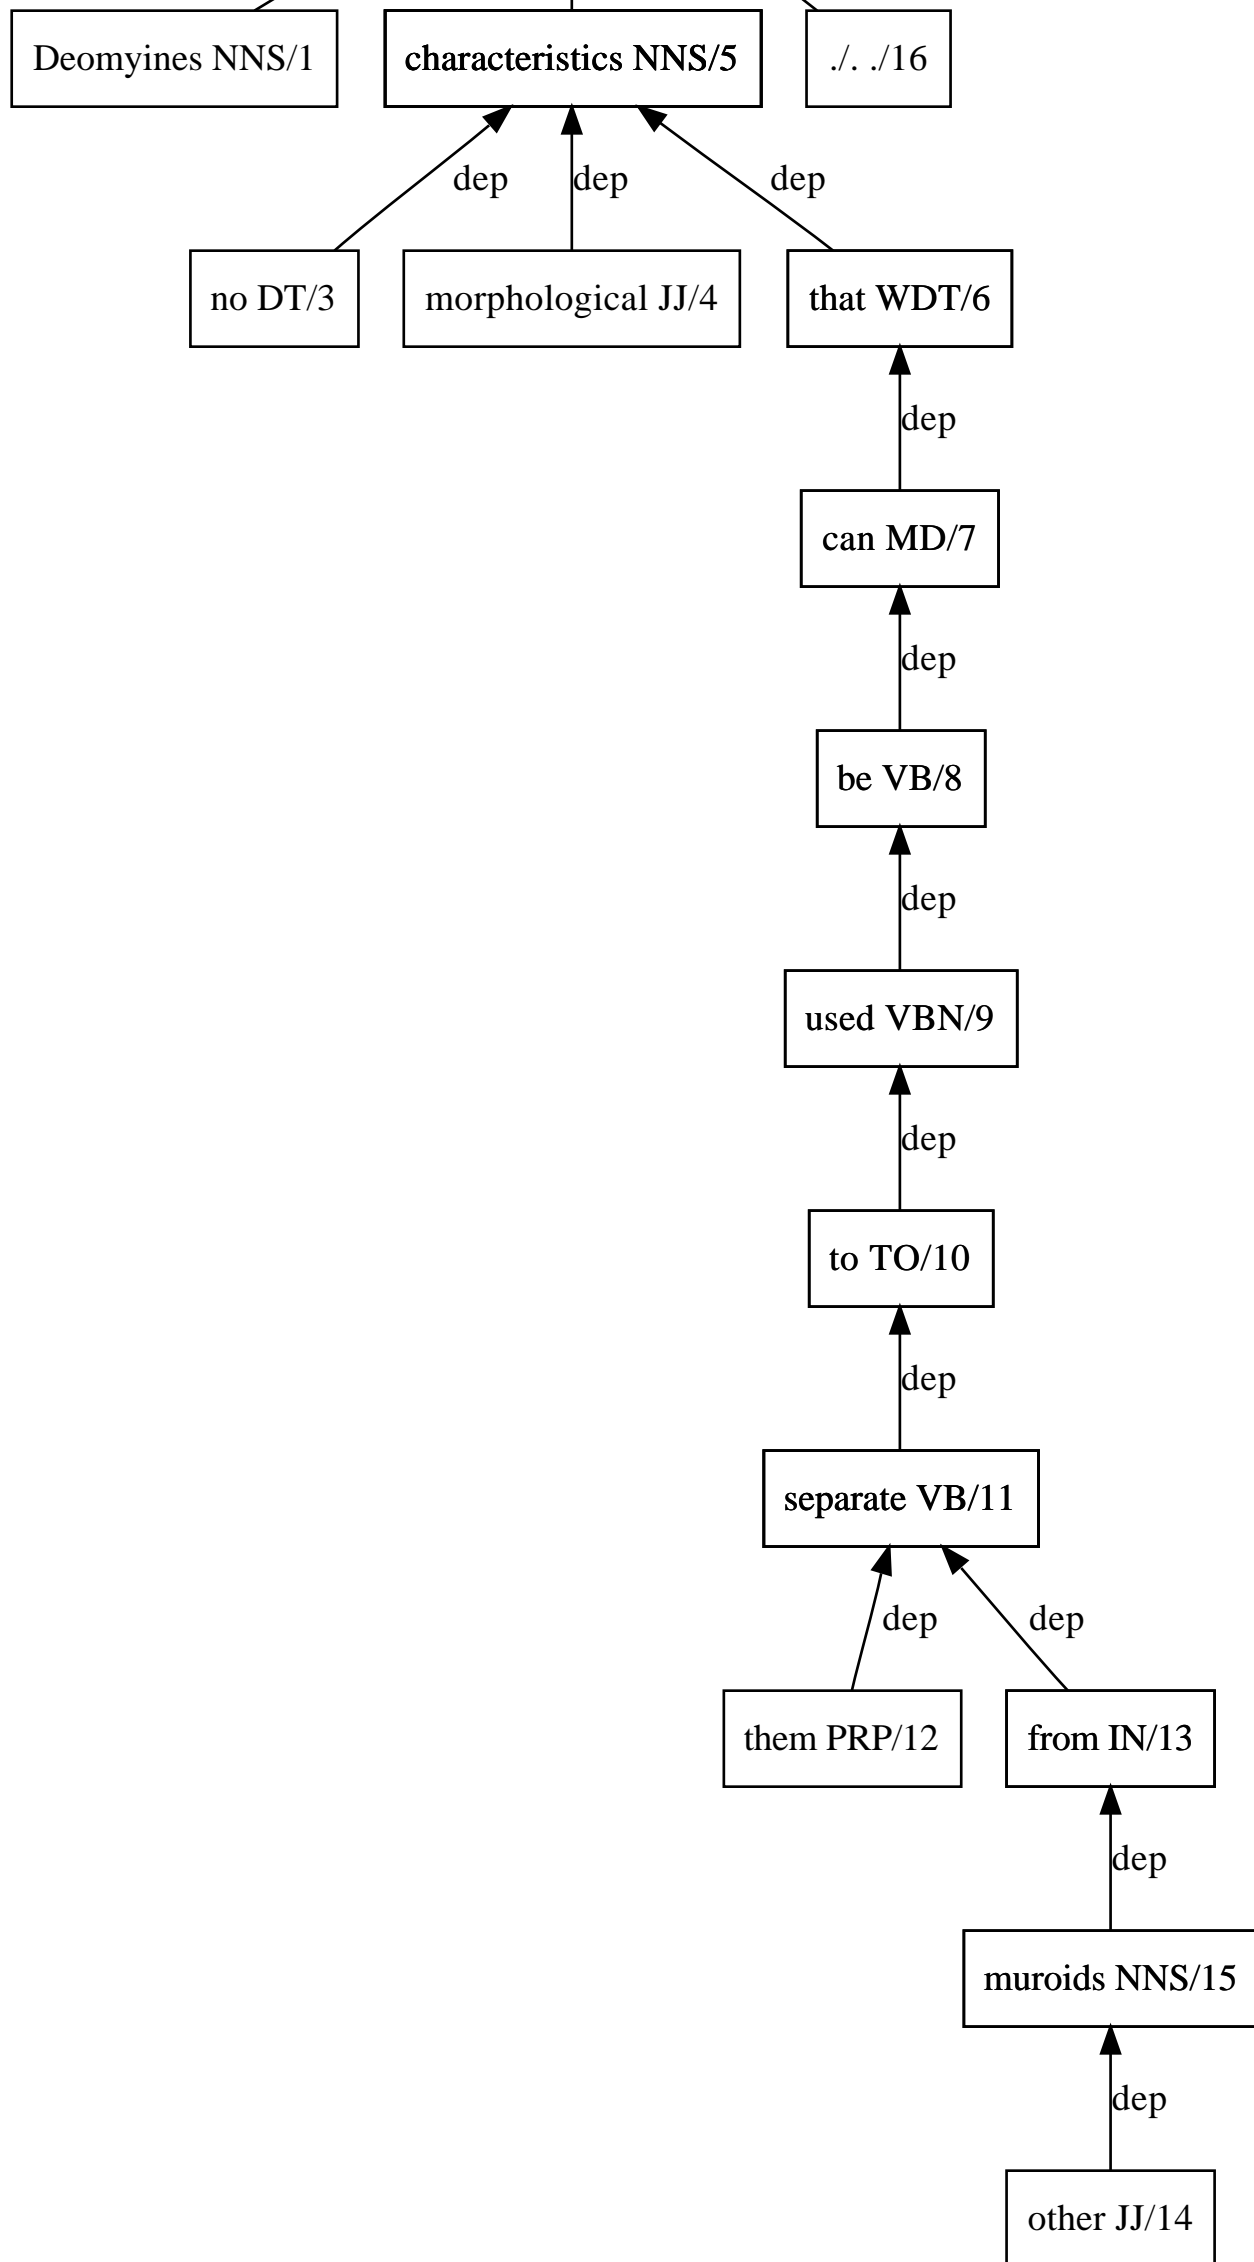 Deomyines NNS/1
characteristics NNS/5
./. ./16
dep
dep
dep
no DT/3
morphological JJ/4
that WDT/6
dep
can MD/7
dep
be VB/8
dep
used VBN/9
dep
to TO/10
dep
separate VB/11
dep
dep
them PRP/12
from IN/13
dep
muroids NNS/15
dep
other JJ/14